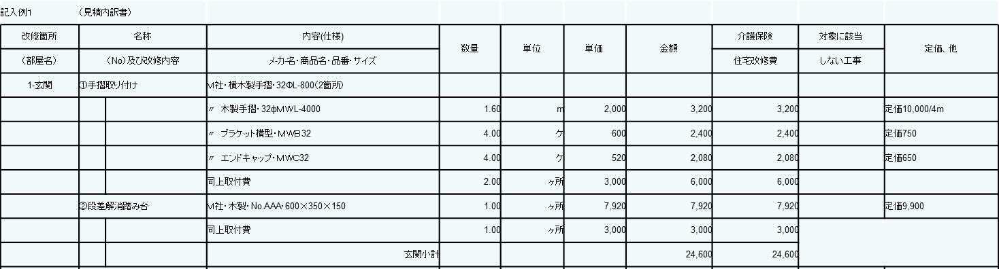 記入例1 （見積内訳書）
改修箇所 名称 内容(仕様) 数量 単位 単価 金額 介護保険 対象に該当 定価、他
（部屋名） （No）及び改修内容 メーカー名・商品名・品番・サイズ 住宅改修費 しない工事
1-玄関 ①手摺取り付け M社・横木製手摺・32ΦL-800（2箇所）
〃 木製手摺・32φMWL-4000 1.60 m 2,000 3,200 3,200 定価10,000/4m
〃 ブラケット横型・MWB32 4.00 ケ 600 2,400 2,400 定価750
〃 エンドキャップ・MWC32 4.00 ケ 520 2,080 2,080 定価650
同上取付費 2.00 ヶ所 3,000 6,000 6,000
②段差解消踏み台 M社・木製・No.AAA・600×350×150 1.00 ヶ所 7,920 7,920 7,920 定価9,900
同上取付費 1.00 ヶ所 3,000 3,000 3,000
玄関小計 24,600 24,600